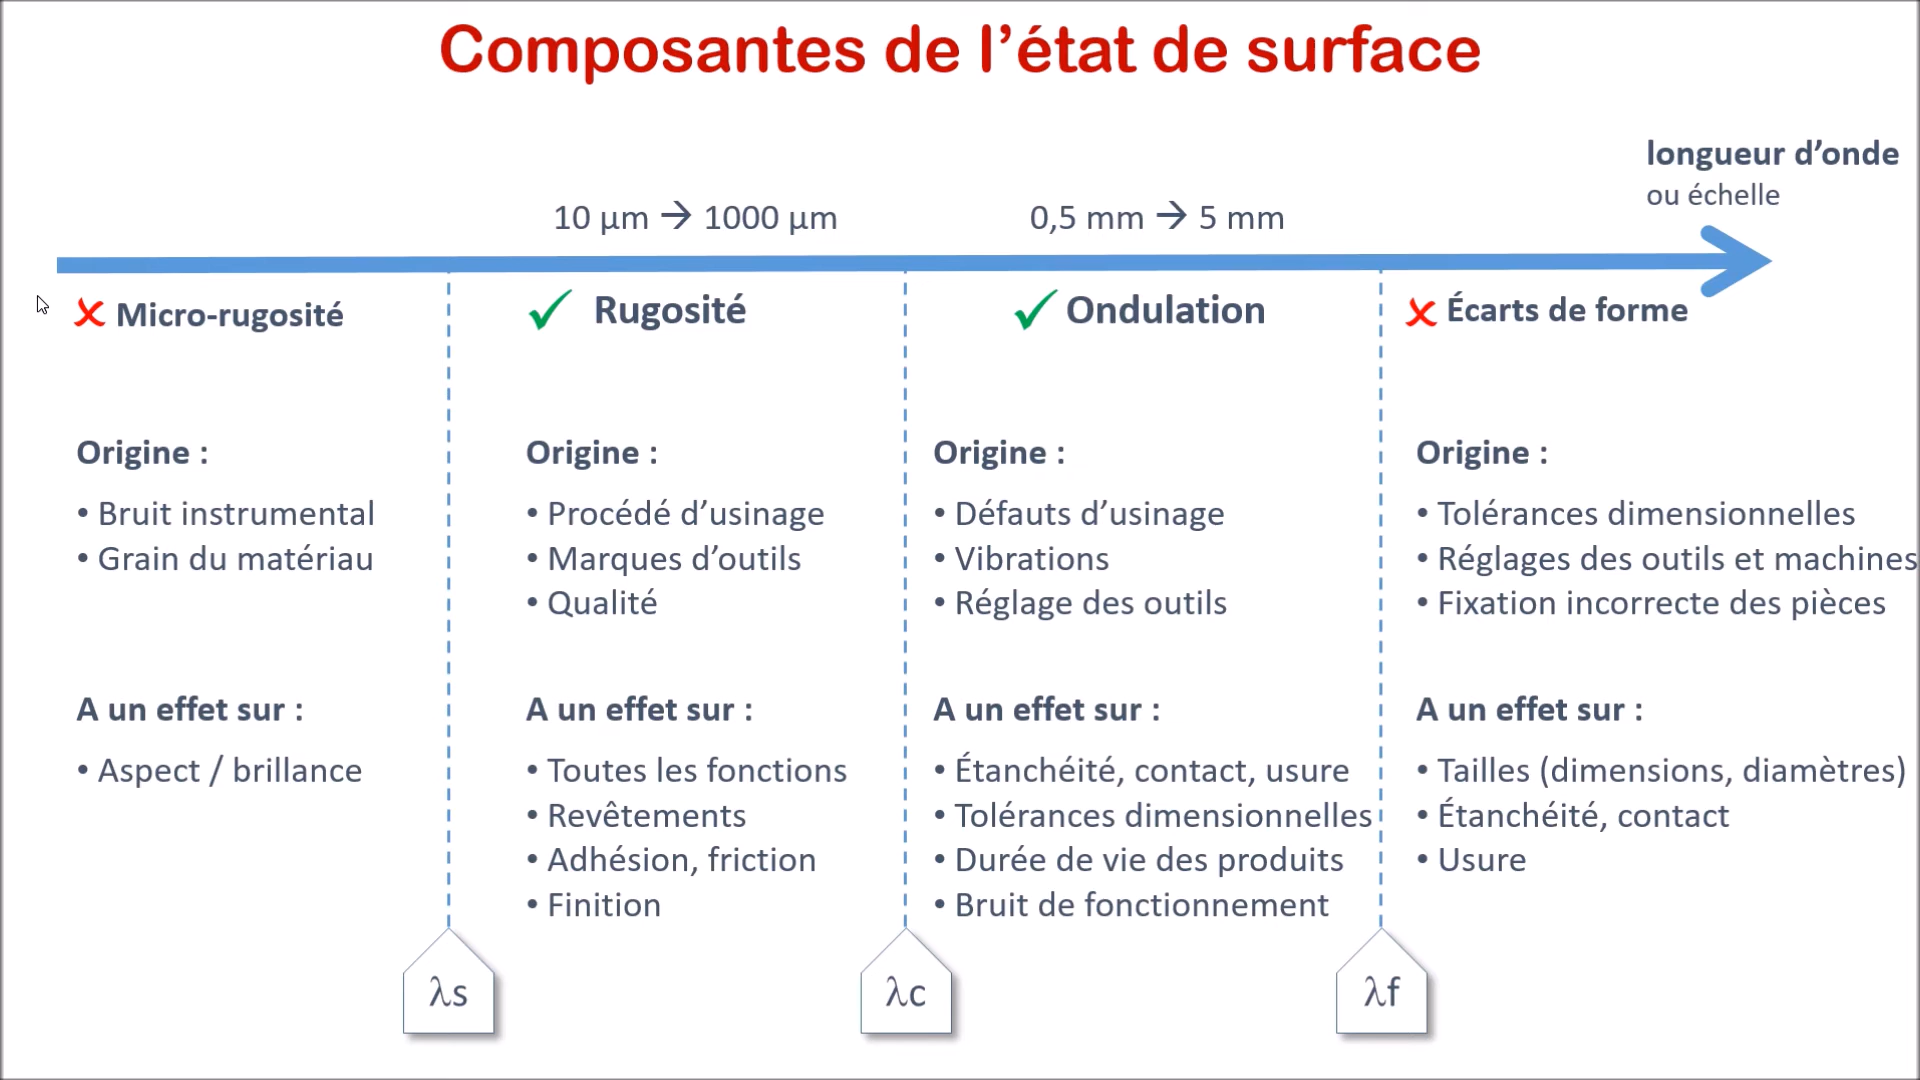 Composantes de l’état de surface
longueur d’onde
ou échelle
10 µm → 1000 µm
0,5 mm → 5 mm
Micro-rugosité
Rugosité
Ondulation
Écarts de forme
Origine :
• Bruit instrumental
• Grain du matériau
A un effet sur :
• Aspect / brillance
Origine :
• Procédé d’usinage
• Marques d’outils
• Qualité
A un effet sur :
• Toutes les fonctions
• Revêtements
• Adhésion, friction
• Finition
Origine :
• Défauts d’usinage
• Vibrations
• Réglage des outils
A un effet sur :
• Étanchéité, contact, usure
• Tolérances dimensionnelles
• Durée de vie des produits
• Bruit de fonctionnement
Origine :
• Tolérances dimensionnelles
• Réglages des outils et machines
• Fixation incorrecte des pièces
A un effet sur :
• Tailles (dimensions, diamètres)
• Étanchéité, contact
• Usure
λs
λc
λf